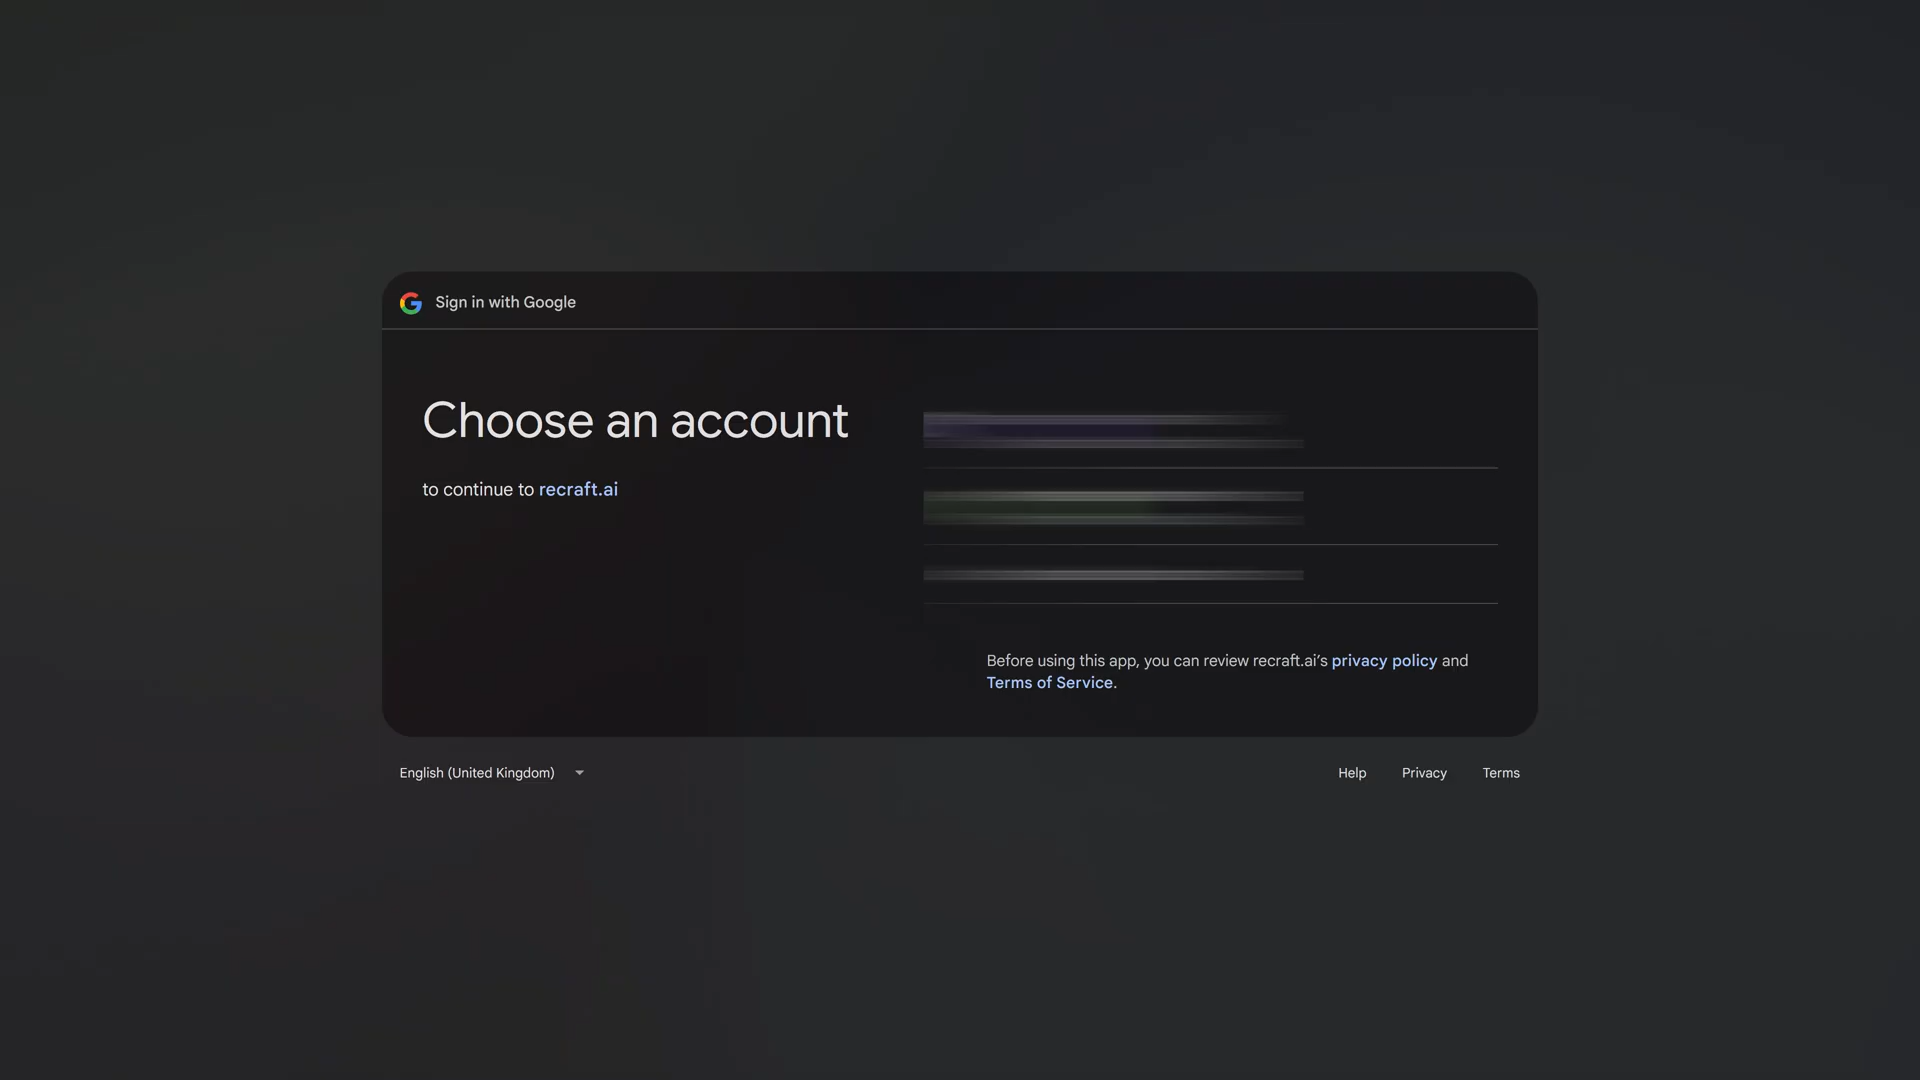 Sign in with Google
Choose an account
to continue to recraft.ai
Before using this app, you can review recraft.ai’s privacy policy and
Terms of Service.
English (United Kingdom)
Help
Privacy
Terms